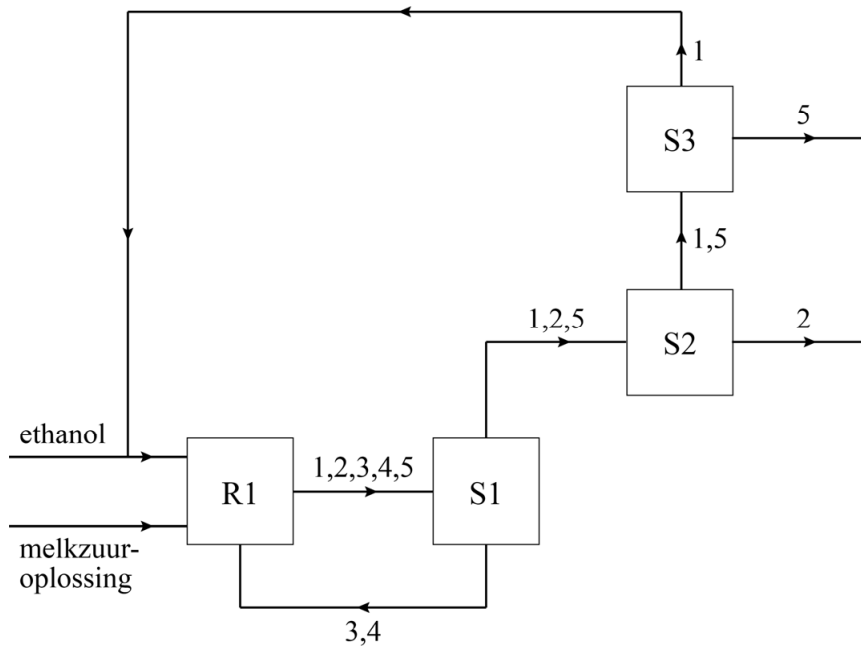 1
S3
5
1,5
1,2,5
S2
2
ethanol
R1
1,2,3,4,5
S1
melkzuur-
oplossing
3,4